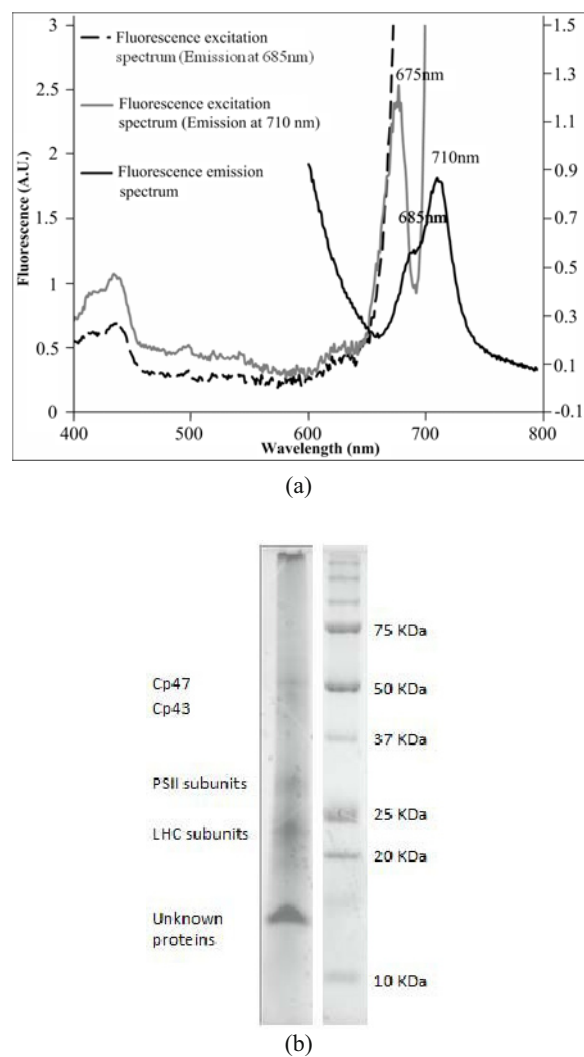 3
2.5
2
1.5
1
0.5
0
Fluorescence (A.U.)
Fluorescence excitation
spectrum (Emission at 685nm)
Fluorescence excitation
spectrum (Emission at 710 nm)
Fluorescence emission
spectrum
675nm
710nm
685nm
1.5
1.3
1.1
0.9
0.7
0.5
0.3
0.1
-0.1
400
500
600
700
800
Wavelength (nm)
(a)
75 KDa
Cp47
50 KDa
Cp43
37 KDa
PSII subunits
25 KDa
LHC subunits
20 KDa
Unknown
proteins
10 KDa
(b)